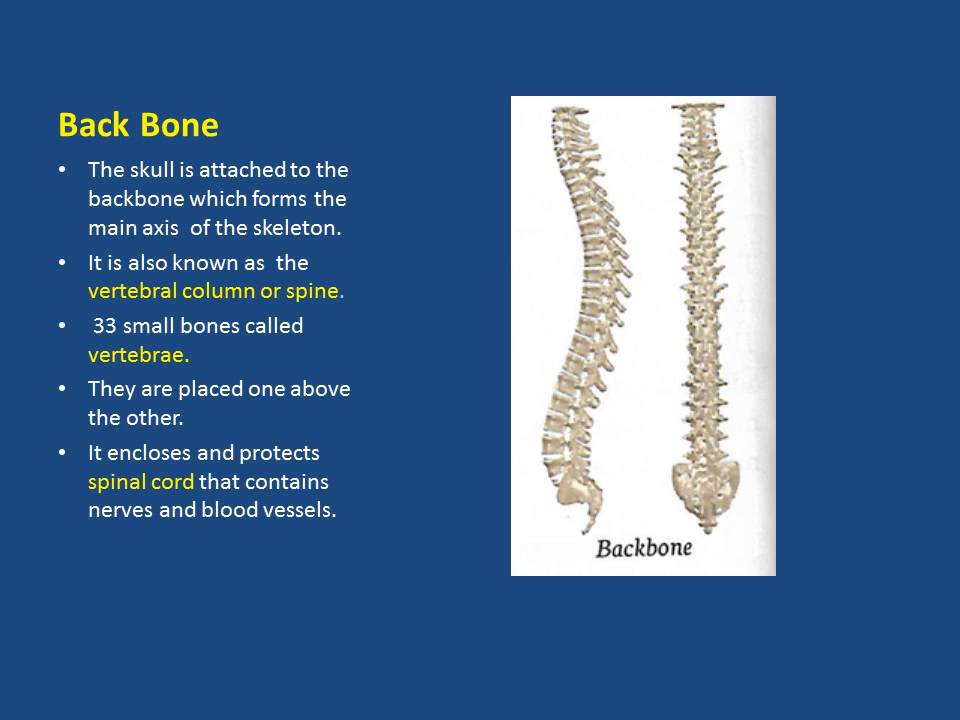 Back Bone
• The skull is attached to the
backbone which forms the
main axis  of the skeleton.
• It is also known as  the
vertebral column or spine.
•  33 small bones called
vertebrae.
• They are placed one above
the other.
• It encloses and protects
spinal cord that contains
nerves and blood vessels.
Backbone